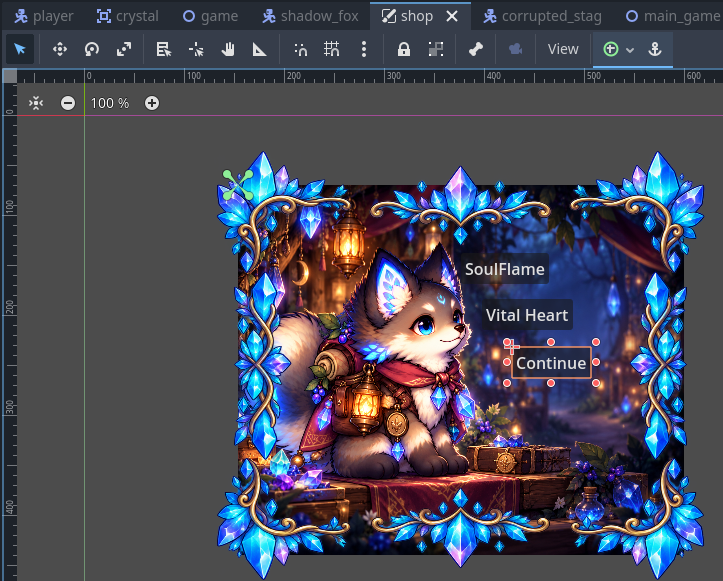 player crystal game shadow_fox shop corrupted_stag main_game
View
0 100 200 300 400 500 600
100 %
0
100
200
300
400
SoulFlame
Vital Heart
Continue